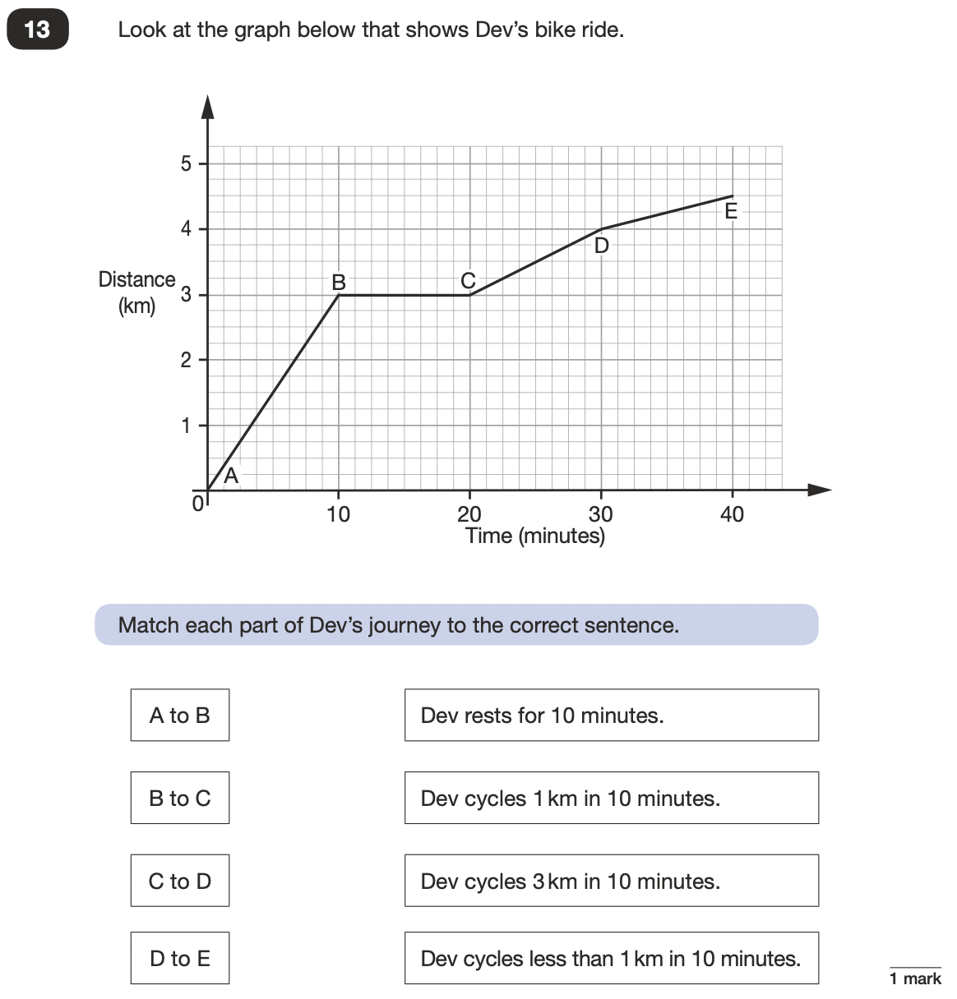 13
Look at the graph below that shows Dev’s bike ride.
5
4
3
2
1
0
Distance
(km)
A
B
C
D
E
10 20 30 40
Time (minutes)
Match each part of Dev’s journey to the correct sentence.
A to B
Dev rests for 10 minutes.
B to C
Dev cycles 1 km in 10 minutes.
C to D
Dev cycles 3 km in 10 minutes.
D to E
Dev cycles less than 1 km in 10 minutes.
1 mark